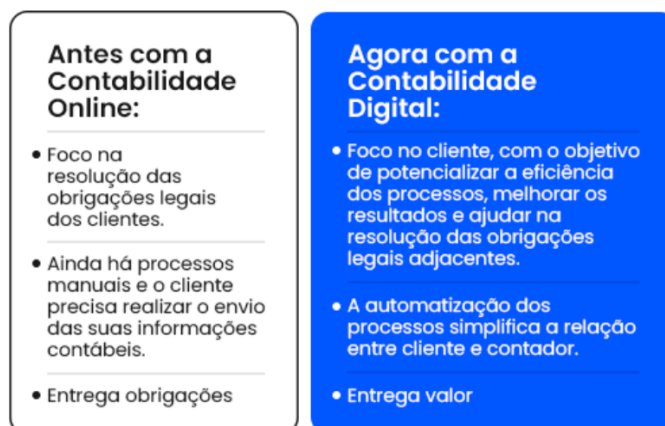 Antes com a
Contabilidade
Online:
• Foco na
resolução das
obrigações legais
dos clientes.
• Ainda há processos
manuais e o cliente
precisa realizar o envio
das suas informações
contábeis.
• Entrega obrigações
Agora com a
Contabilidade
Digital:
• Foco no cliente, com o objetivo
de potencializar a eficiência
dos processos, melhorar os
resultados e ajudar na
resolução das obrigações
legais adjacentes.
• A automatização dos
processos simplifica a relação
entre cliente e contador.
• Entrega valor